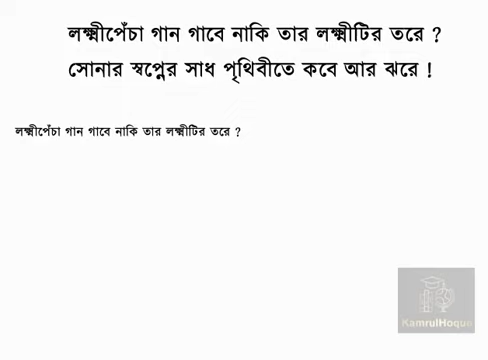 লক্ষ্মীপেঁচা গান গাবে নাকি তার লক্ষ্মীটির তরে ?
সোনার স্বপ্নের সাধ পৃথিবীতে কবে আর ঝরে !
লক্ষ্মীপেঁচা গান গাবে নাকি তার লক্ষ্মীটির তরে ?
KamrulHoque